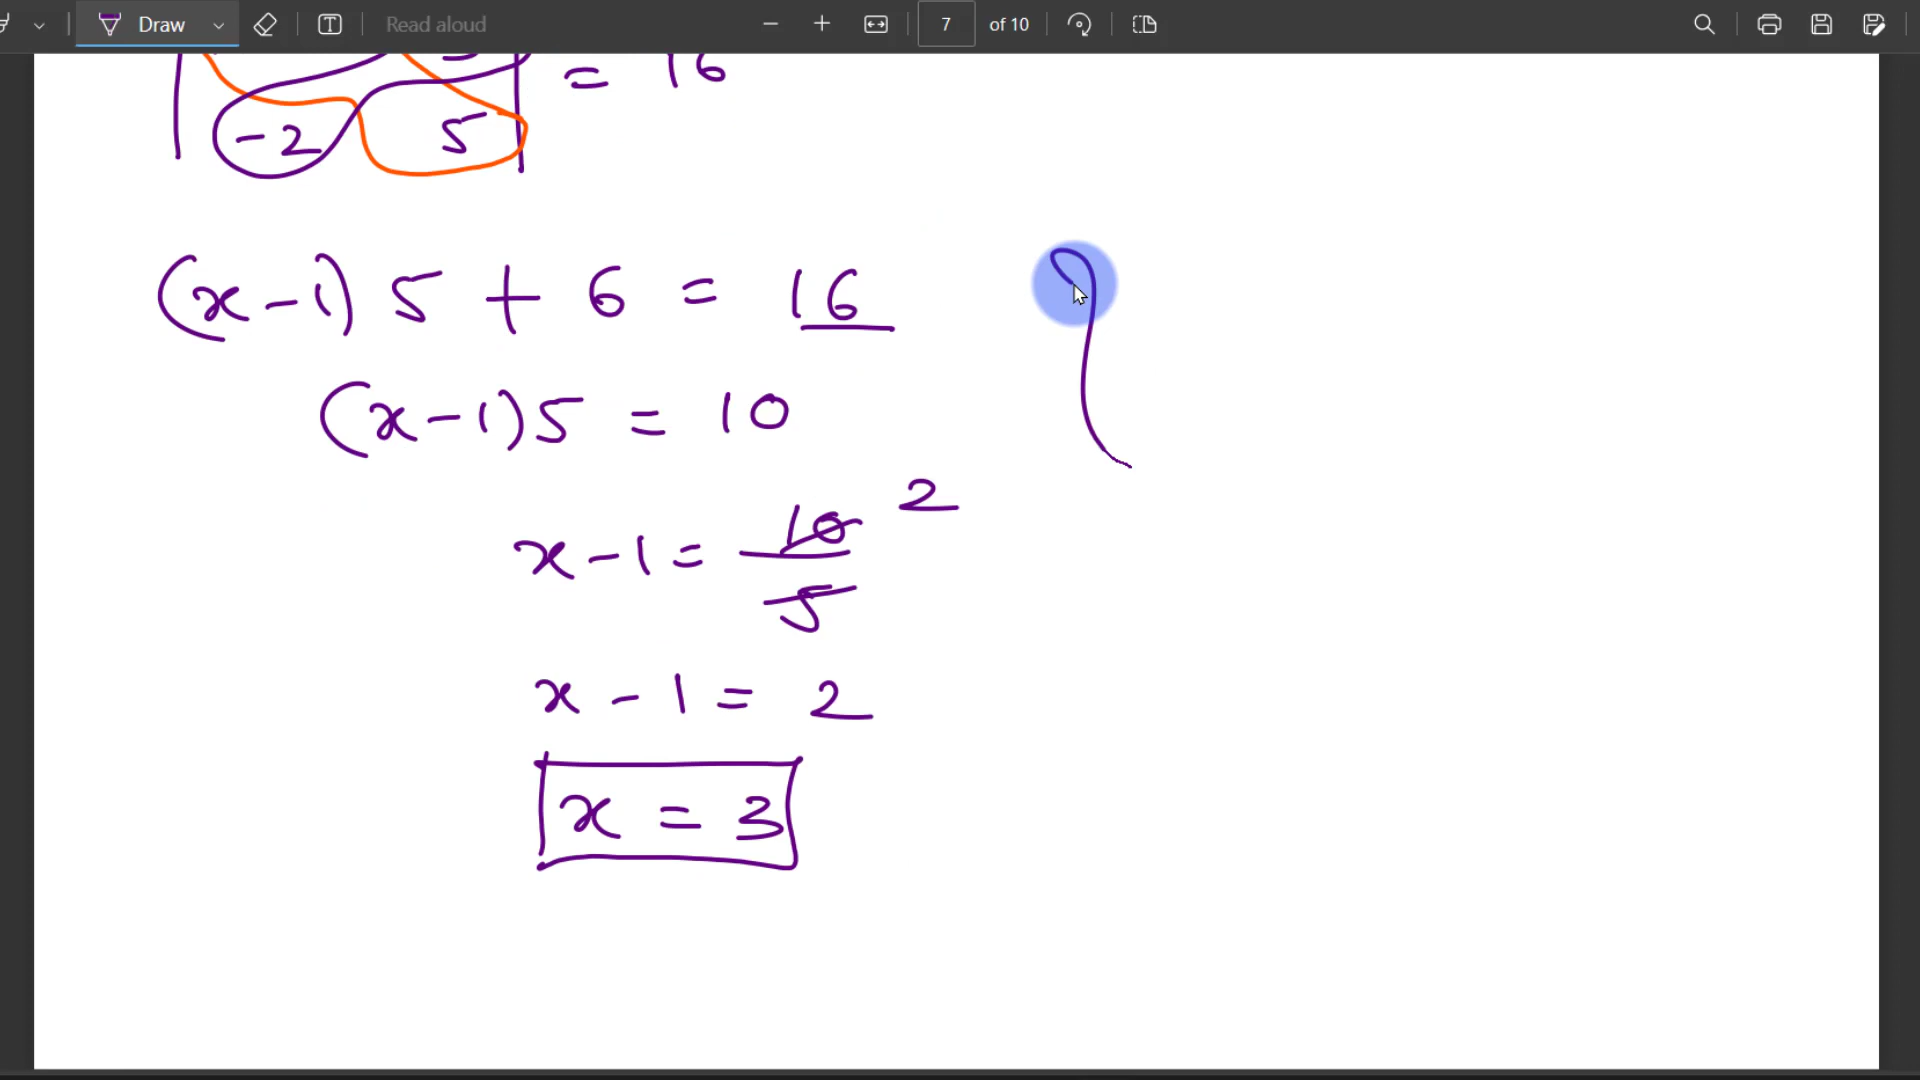 Draw
Read aloud
7 of 10
= 16
-2 5
(x-1) 5 + 6 = 16
(x-1)5 = 10
x-1 = 10/5 2
x - 1 = 2
x = 3